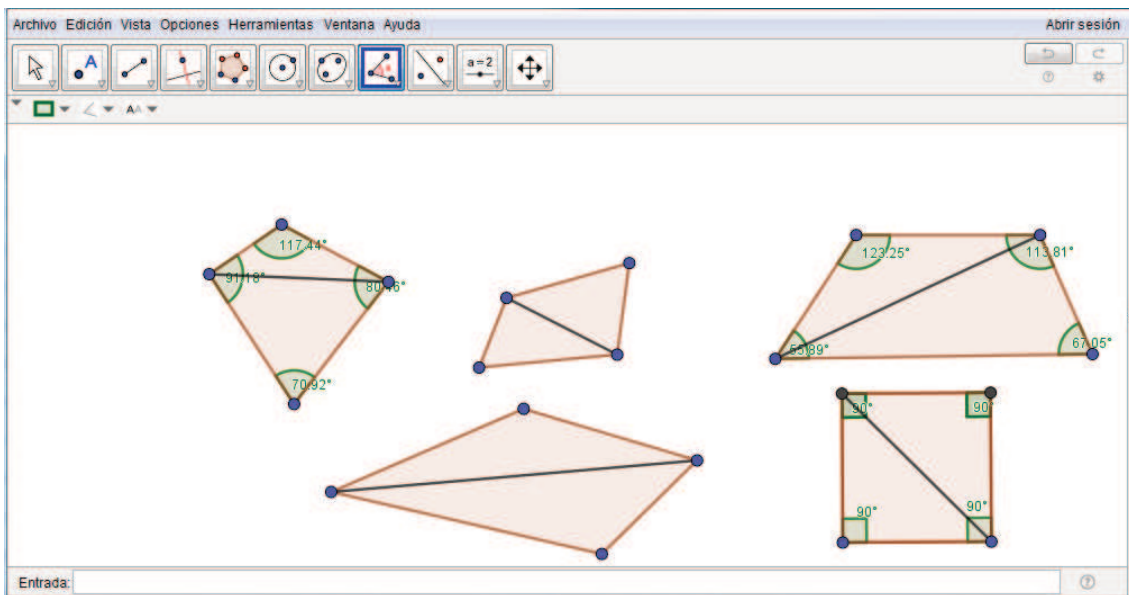 Archivo Edición Vista Opciones Herramientas Ventana Ayuda Abrir sesión
A
a=2
AA
117.44°
91.18°
80.46°
70.92°
123.25°
113.81°
55.89°
67.05°
90°
90°
90°
90°
Entrada: